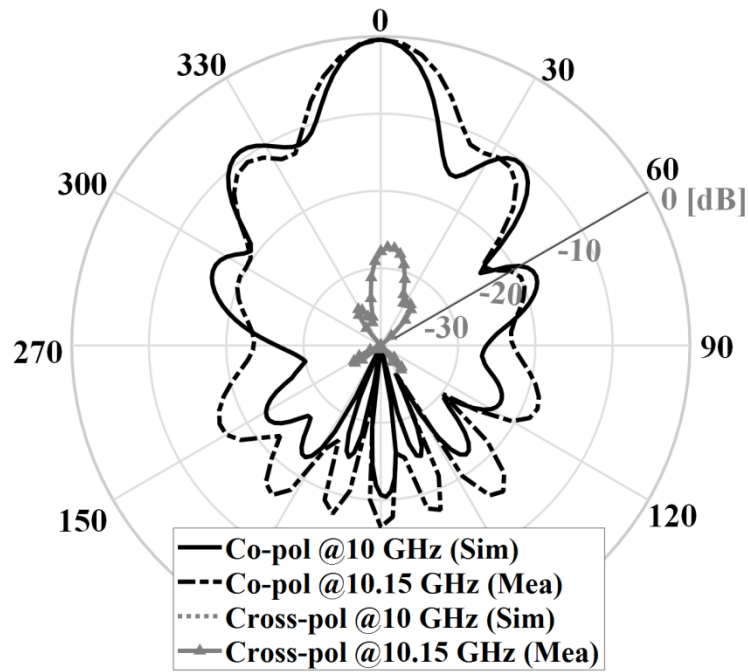 0
330
30
300
60
0 [dB]
-10
-20
-30
270
90
150
120
Co-pol @10 GHz (Sim)
Co-pol @10.15 GHz (Mea)
Cross-pol @10 GHz (Sim)
Cross-pol @10.15 GHz (Mea)